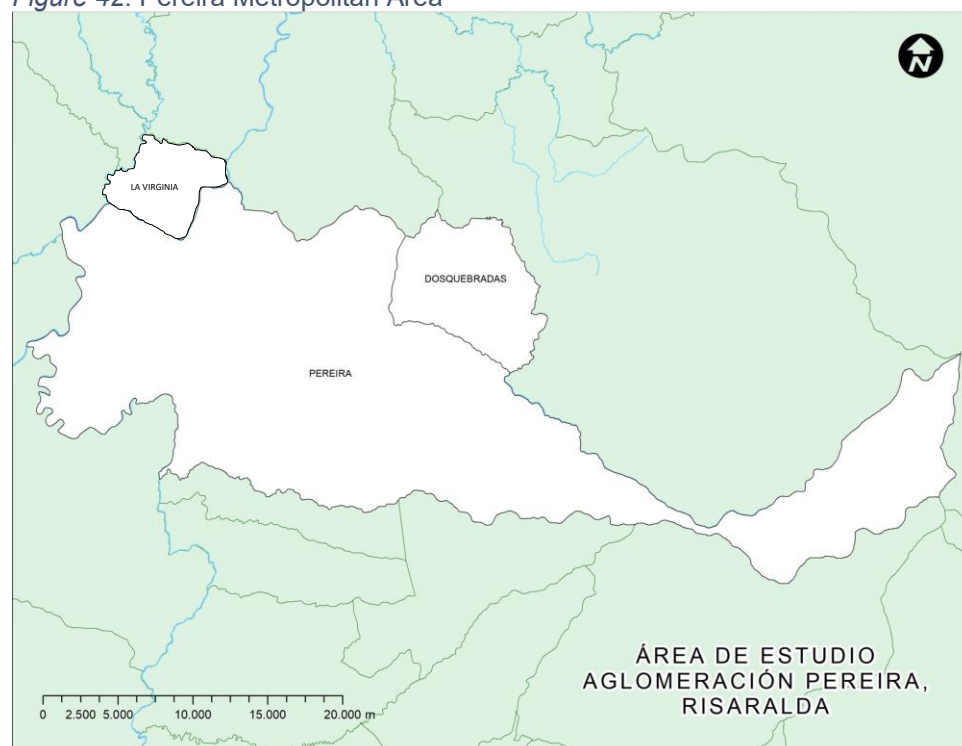 Figure 42. Pereira Metropolitan Area
N
LA VIRGINIA
DOSQUEBRADAS
PEREIRA
ÁREA DE ESTUDIO
AGLOMERACIÓN PEREIRA,
RISARALDA
0 2.500 5.000 10.000 15.000 20.000 m